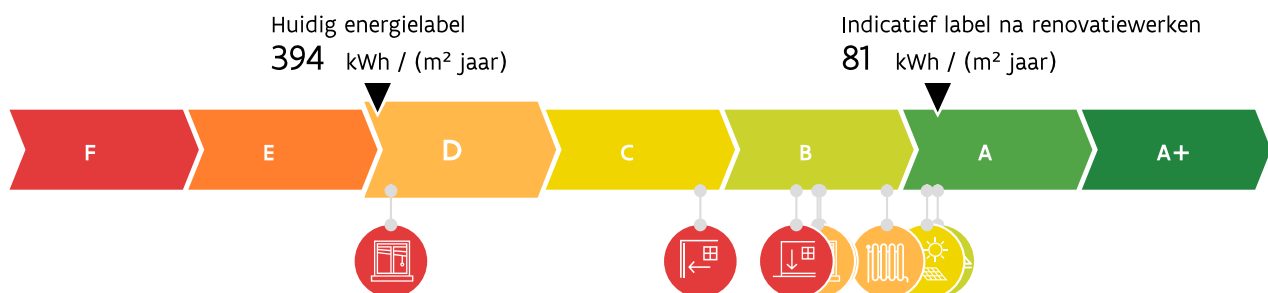 Huidig energielabel
394 kWh / (m² jaar)
Indicatief label na renovatiewerken
81 kWh / (m² jaar)
F E D C B A A+